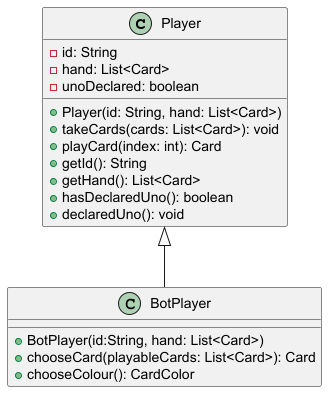 C Player
id: String
hand: List<Card>
unoDeclared: boolean
Player(id: String, hand: List<Card>)
takeCards(cards: List<Card>): void
playCard(index: int): Card
getId(): String
getHand(): List<Card>
hasDeclaredUno(): boolean
declaredUno(): void
C BotPlayer
BotPlayer(id:String, hand: List<Card>)
chooseCard(playableCards: List<Card>): Card
chooseColour(): CardColor